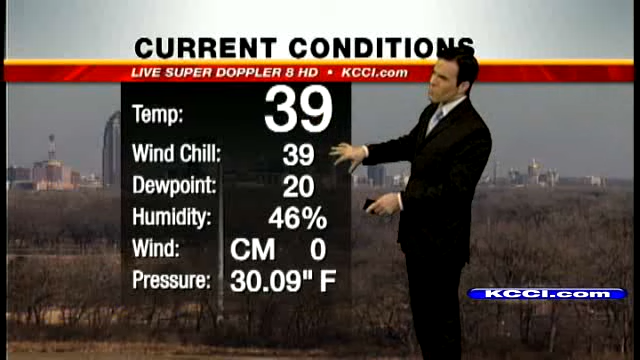 CURRENT CONDITIONS
LIVE SUPER DOPPLER 8 HD • KCCI.com
Temp: 39
Wind Chill: 39
Dewpoint: 20
Humidity: 46%
Wind: CM 0
Pressure: 30.09" F
KCCI.com